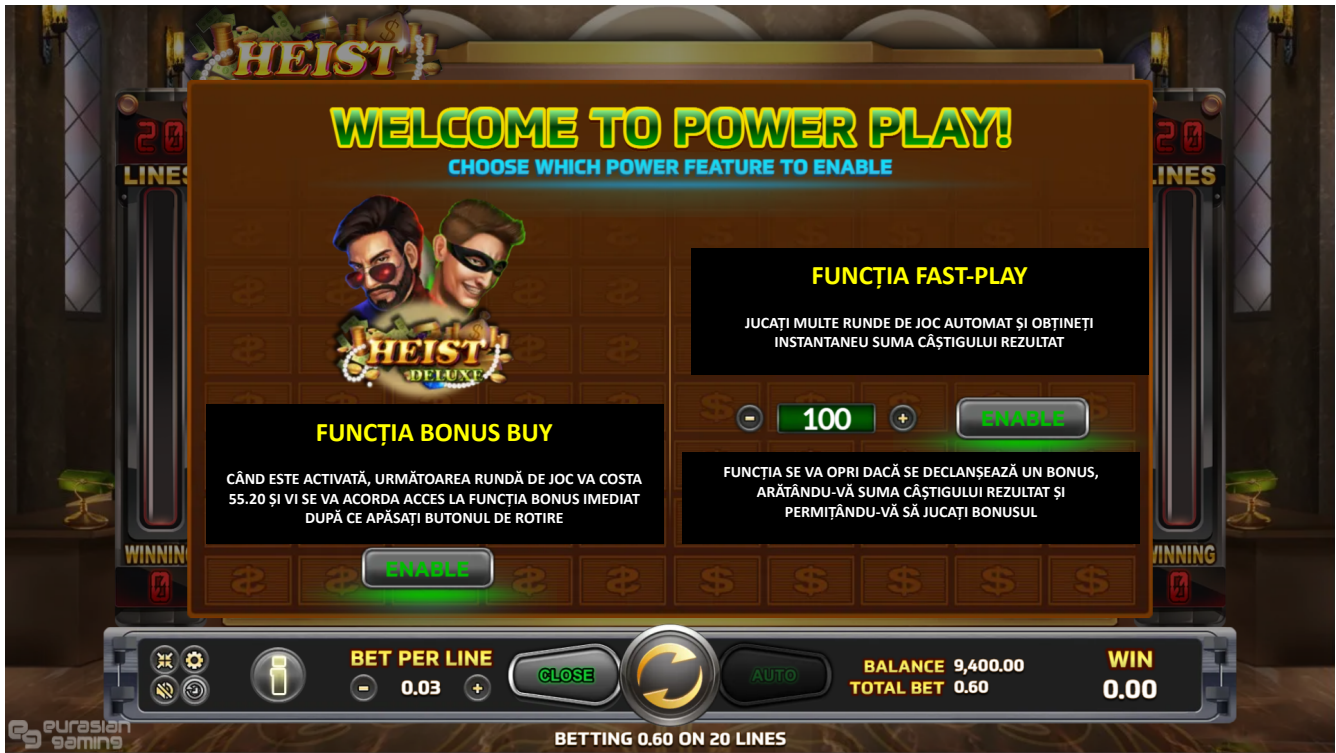 HEIST
WELCOME TO POWER PLAY!
CHOOSE WHICH POWER FEATURE TO ENABLE
20
LINES
20
LINES
HEIST
DELUXE
FUNCȚIA BONUS BUY
CÂND ESTE ACTIVATĂ, URMĂTOAREA RUNDĂ DE JOC VA COSTA
55.20 ȘI VI SE VA ACORDA ACCES LA FUNCȚIA BONUS IMEDIAT
DUPĂ CE APĂSAȚI BUTONUL DE ROTIRE
ENABLE
FUNCȚIA FAST-PLAY
JUCAȚI MULTE RUNDE DE JOC AUTOMAT ȘI OBȚINEȚI
INSTANTANEU SUMA CÂȘTIGULUI REZULTAT
- 100 +
ENABLE
FUNCȚIA SE VA OPRI DACĂ SE DECLANȘEAZĂ UN BONUS,
ARĂTÂNDU-VĂ SUMA CÂȘTIGULUI REZULTAT ȘI
PERMIȚÂNDU-VĂ SĂ JUCAȚI BONUSUL
WINNIN
0
WINNING
0
BET PER LINE
- 0.03 +
CLOSE
AUTO
BALANCE 9,400.00
TOTAL BET 0.60
WIN
0.00
eurasian
gaming
BETTING 0.60 ON 20 LINES